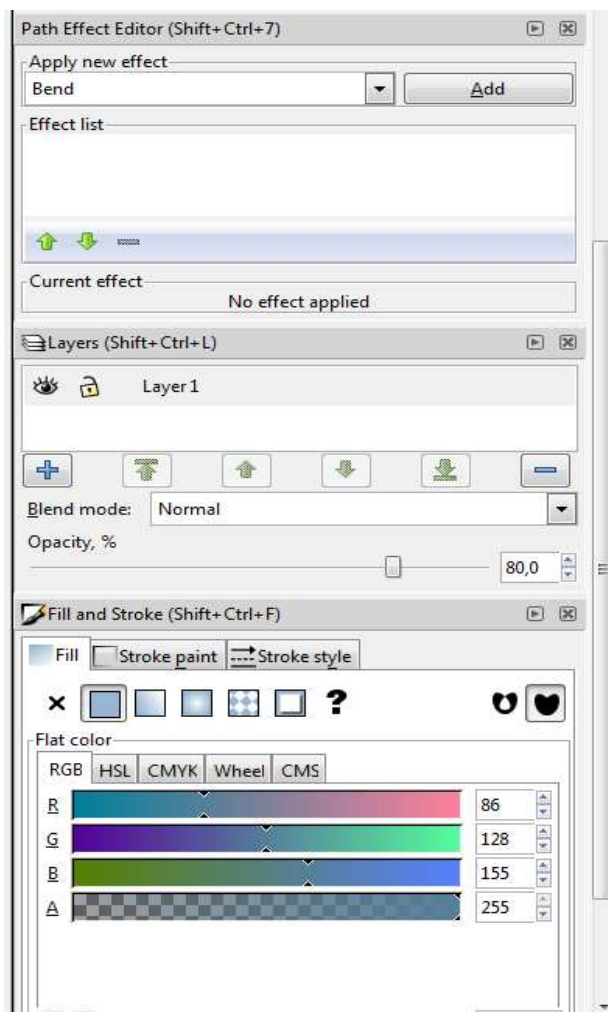 Path Effect Editor (Shift+Ctrl+7)
Apply new effect
Bend Add
Effect list
Current effect
No effect applied
Layers (Shift+Ctrl+L)
Layer 1
Blend mode: Normal
Opacity, %
80,0
Fill and Stroke (Shift+Ctrl+F)
Fill Stroke paint Stroke style
?
Flat color
RGB HSL CMYK Wheel CMS
R 86
G 128
B 155
A 255